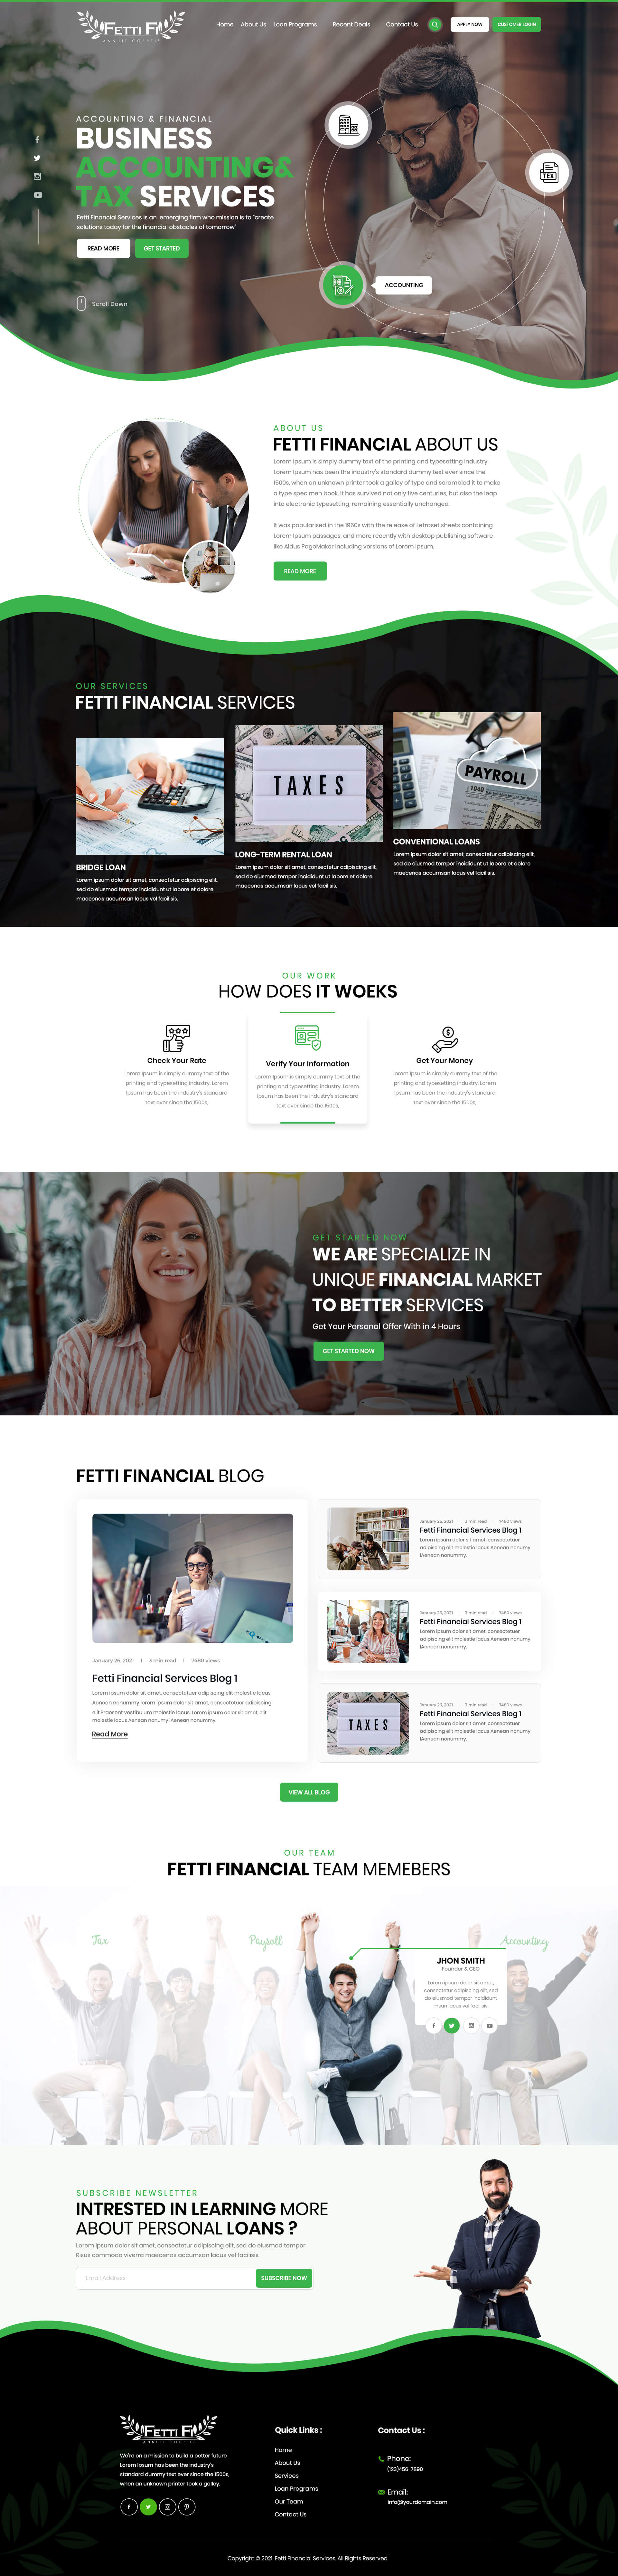 FETTI FI
ANNUIT COEPTIS
Home About Us Loan Programs Recent Deals Contact Us APPLY NOW CUSTOMER LOGIN
ACCOUNTING & FINANCIAL
BUSINESS
ACCOUNTING&
TAX SERVICES
Fetti Financial Services is an emerging firm who mission is to "create
solutions today for the financial obstacles of tomorrow"
READ MORE GET STARTED
TEX
ACCOUNTING
Scroll Down
ABOUT US
FETTI FINANCIAL ABOUT US
Lorem Ipsum is simply dummy text of the printing and typesetting industry.
Lorem Ipsum has been the industry's standard dummy text ever since the
1500s, when an unknown printer took a galley of type and scrambled it to make
a type specimen book. It has survived not only five centuries, but also the leap
into electronic typesetting, remaining essentially unchanged.
It was popularised in the 1960s with the release of Letraset sheets containing
Lorem Ipsum passages, and more recently with desktop publishing software
like Aldus PageMaker including versions of Lorem Ipsum.
READ MORE
OUR SERVICES
FETTI FINANCIAL SERVICES
BRIDGE LOAN
Lorem ipsum dolor sit amet, consectetur adipiscing elit,
sed do eiusmod tempor incididunt ut labore et dolore
maecenas accumsan lacus vel facilisis.
TAXES
LONG-TERM RENTAL LOAN
Lorem ipsum dolor sit amet, consectetur adipiscing elit,
sed do eiusmod tempor incididunt ut labore et dolore
maecenas accumsan lacus vel facilisis.
PAYROLL
1040
CONVENTIONAL LOANS
Lorem ipsum dolor sit amet, consectetur adipiscing elit,
sed do eiusmod tempor incididunt ut labore et dolore
maecenas accumsan lacus vel facilisis.
OUR WORK
HOW DOES IT WOEKS
Check Your Rate
Lorem Ipsum is simply dummy text of the
printing and typesetting industry. Lorem
Ipsum has been the industry's standard
text ever since the 1500s,
Verify Your Information
Lorem Ipsum is simply dummy text of the
printing and typesetting industry. Lorem
Ipsum has been the industry's standard
text ever since the 1500s,
Get Your Money
Lorem Ipsum is simply dummy text of the
printing and typesetting industry. Lorem
Ipsum has been the industry's standard
text ever since the 1500s,
GET STARTED NOW
WE ARE SPECIALIZE IN
UNIQUE FINANCIAL MARKET
TO BETTER SERVICES
Get Your Personal Offer With in 4 Hours
GET STARTED NOW
FETTI FINANCIAL BLOG
January 26, 2021 | 3 min read | 7480 views
Fetti Financial Services Blog 1
Lorem ipsum dolor sit amet, consectetuer adipiscing elit molestie lacus
Aenean nonummy lorem ipsum dolor sit amet, consectetuer adipiscing
elit,Praesent vestibulum molestie lacus. Lorem ipsum dolor sit amet. elit
molestie lacus Aenean nonumy lAenean nonummy.
Read More
January 26, 2021 | 3 min read | 7480 views
Fetti Financial Services Blog 1
Lorem ipsum dolor sit amet, consectetuer
adipiscing elit molestie lacus Aenean nonumy
lAenean nonummy.
January 26, 2021 | 3 min read | 7480 views
Fetti Financial Services Blog 1
Lorem ipsum dolor sit amet, consectetuer
adipiscing elit molestie lacus Aenean nonumy
lAenean nonummy.
TAXES
January 26, 2021 | 3 min read | 7480 views
Fetti Financial Services Blog 1
Lorem ipsum dolor sit amet, consectetuer
adipiscing elit molestie lacus Aenean nonumy
lAenean nonummy.
VIEW ALL BLOG
OUR TEAM
FETTI FINANCIAL TEAM MEMEBERS
Tax
Payroll
Accounting
JHON SMITH
Founder & CEO
Lorem ipsum dolor sit amet,
consectetur adipiscing elit, sed
do eiusmod tempor incididunt
msan lacus vel facilisis.
SUBSCRIBE NEWSLETTER
INTRESTED IN LEARNING MORE
ABOUT PERSONAL LOANS ?
Lorem ipsum dolor sit amet, consectetur adipiscing elit, sed do eiusmod tempor
Risus commodo viverra maecenas accumsan lacus vel facilisis.
Email Address SUBSCRIBE NOW
FETTI FI
ANNUIT COEPTIS
We're on a mission to build a better future
Lorem Ipsum has been the industry's
standard dummy text ever since the 1500s,
when an unknown printer took a galley.
Quick Links :
Home
About Us
Services
Loan Programs
Our Team
Contact Us
Contact Us :
Phone:
(123)456-7890
Email:
info@yourdomain.com
Copyright © 2021. Fetti Financial Services. All Rights Reserved.